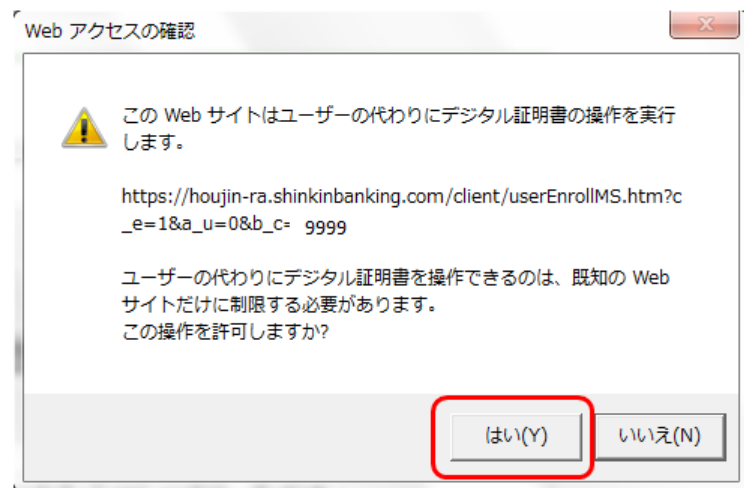 Web アクセスの確認
この Web サイトはユーザーの代わりにデジタル証明書の操作を実行
します。
https://houjin-ra.shinkinbanking.com/client/userEnrollMS.htm?c
_e=1&a_u=0&b_c= 9999
ユーザーの代わりにデジタル証明書を操作できるのは、既知の Web
サイトだけに制限する必要があります。
この操作を許可しますか?
はい(Y)
いいえ(N)